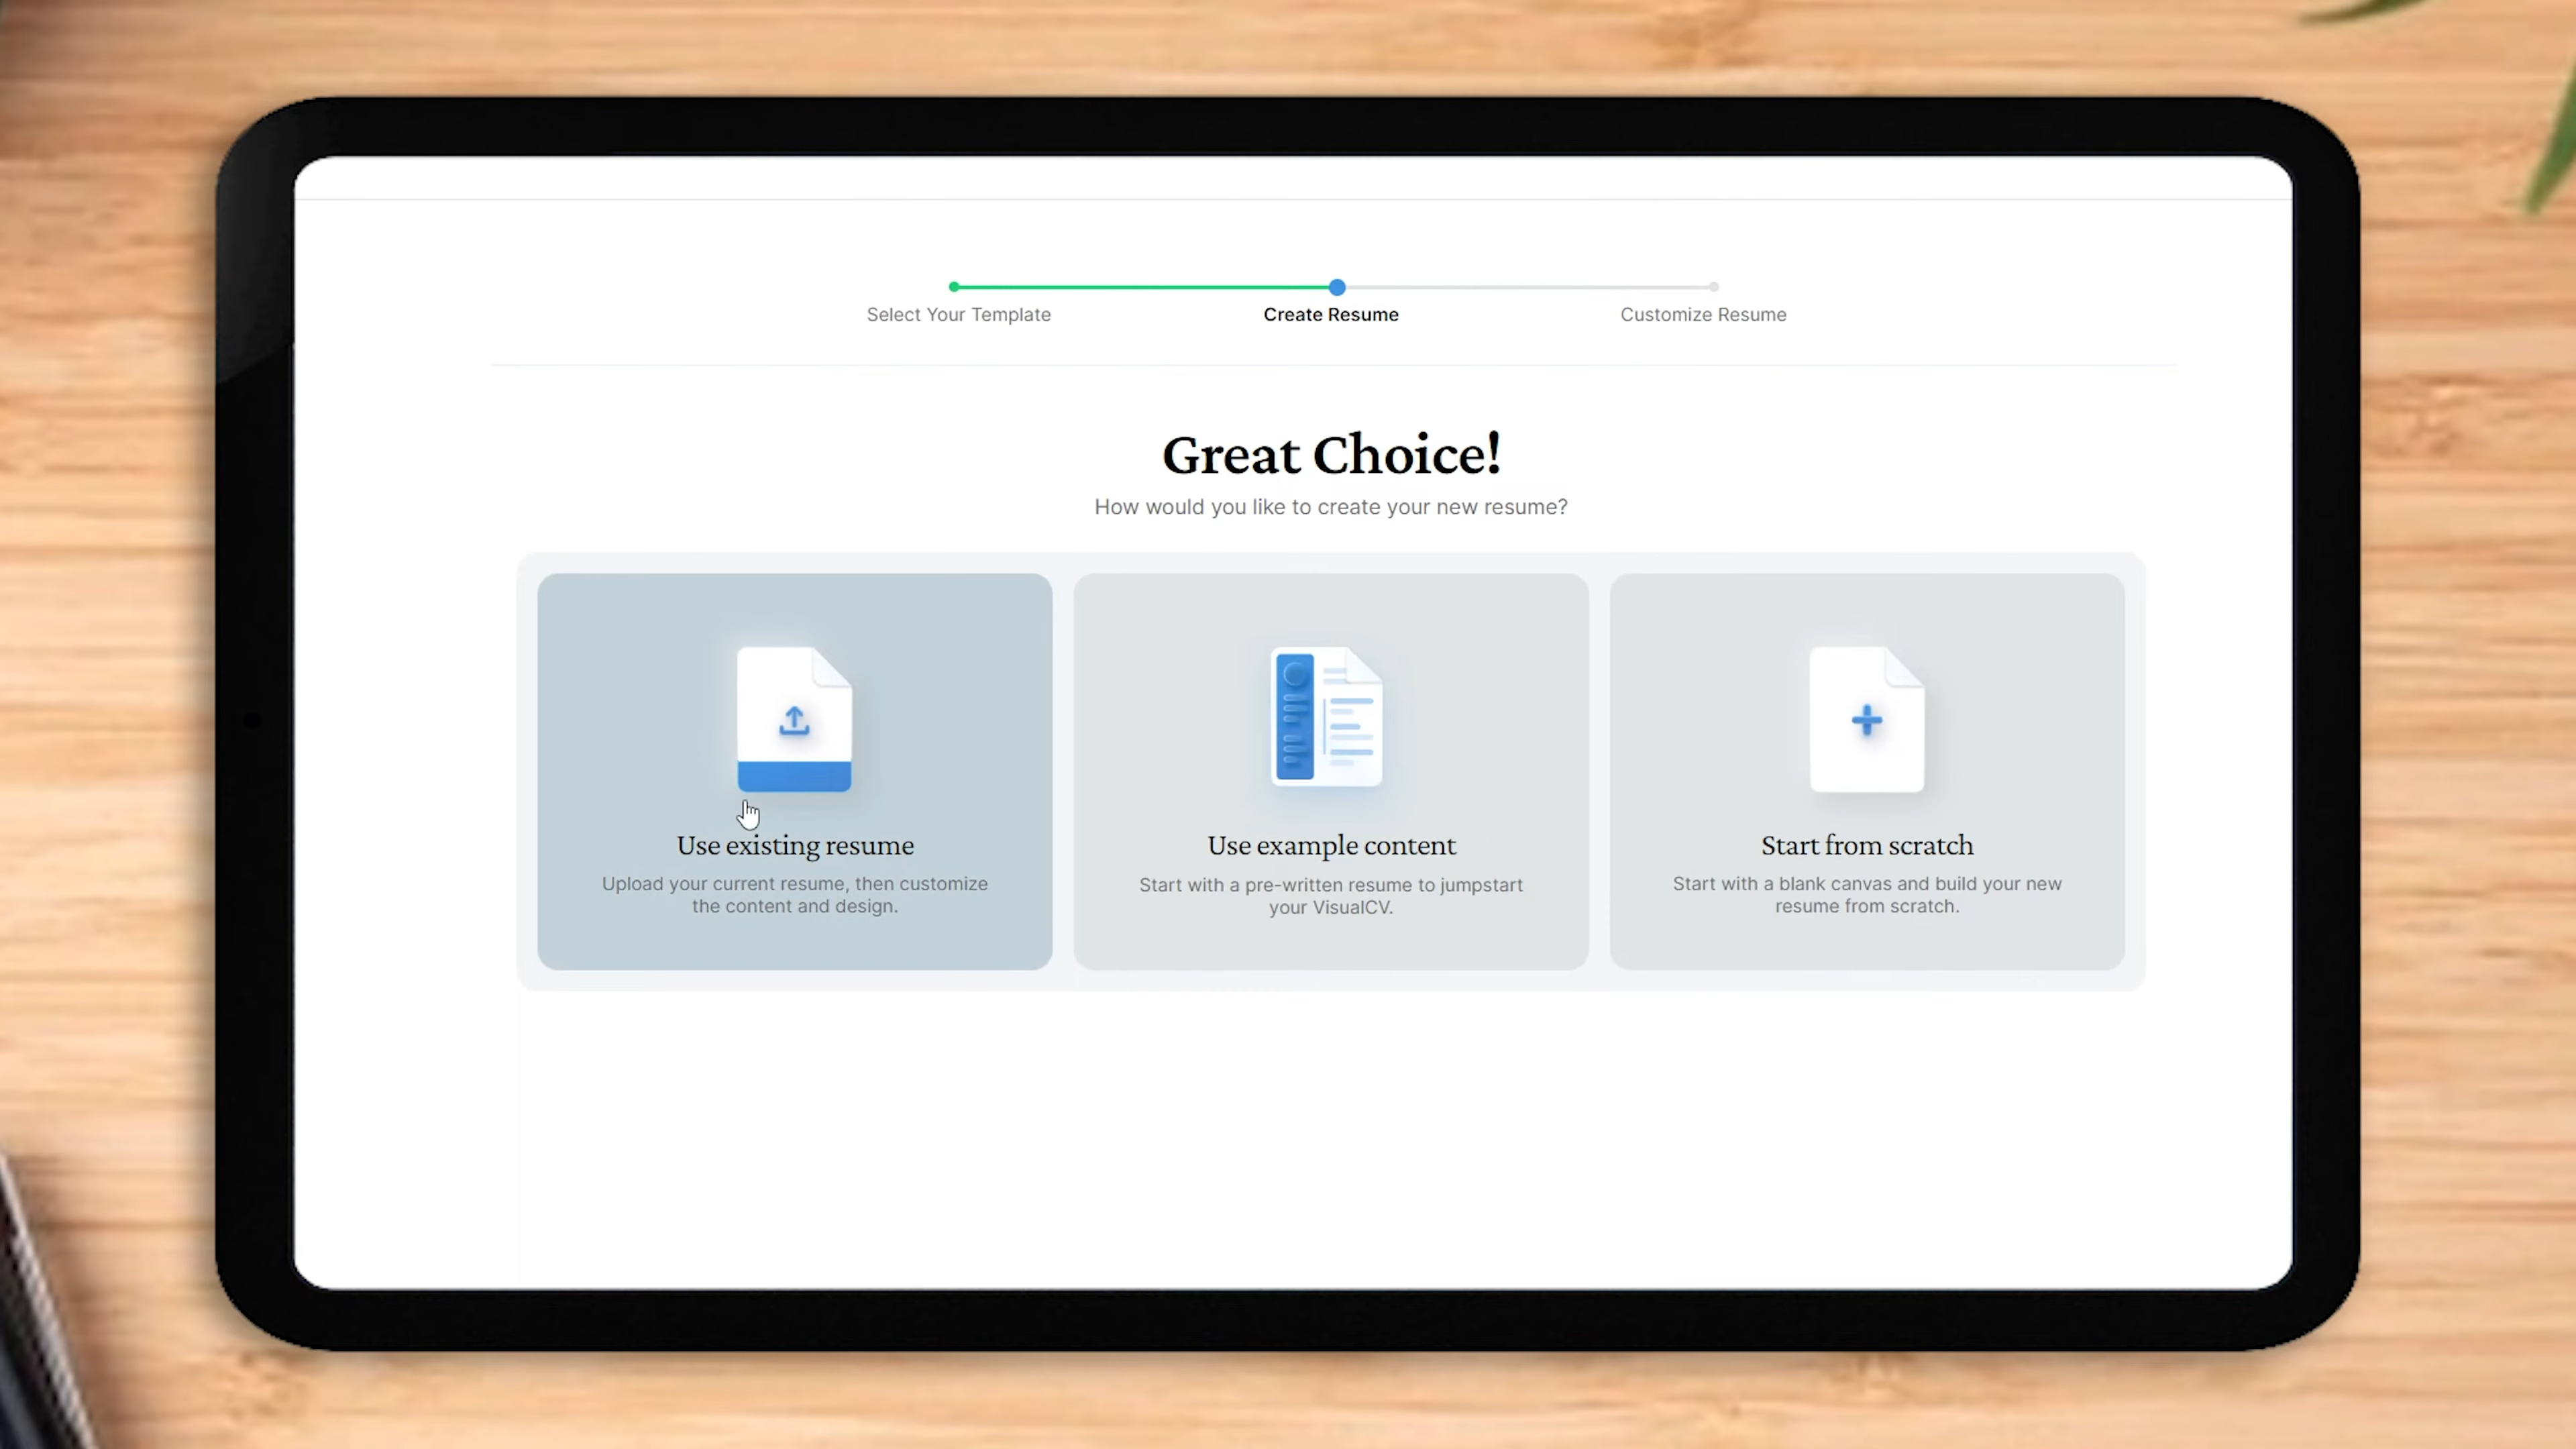 Select Your Template
Create Resume
Customize Resume
Great Choice!
How would you like to create your new resume?
Use existing resume
Upload your current resume, then customize
the content and design.
Use example content
Start with a pre-written resume to jumpstart
your VisualCV.
Start from scratch
Start with a blank canvas and build your new
resume from scratch.